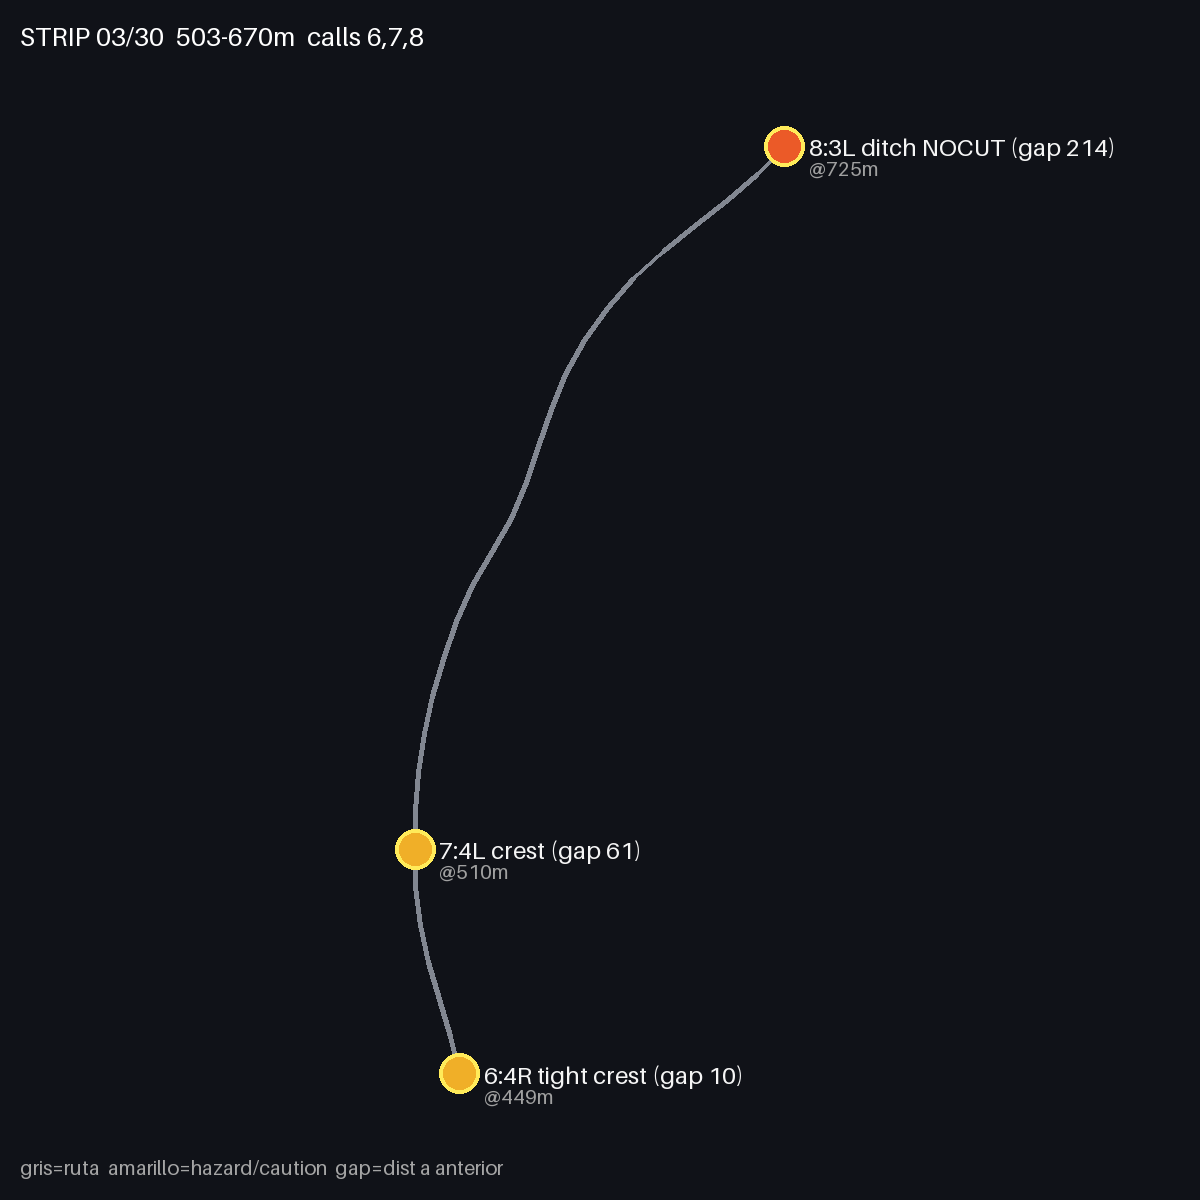 STRIP 03/30  503-670m  calls 6,7,8
8:3L ditch NOCUT (gap 214)
@725m
7:4L crest (gap 61)
@510m
6:4R tight crest (gap 10)
@449m
gris=ruta  amarillo=hazard/caution  gap=dist a anterior